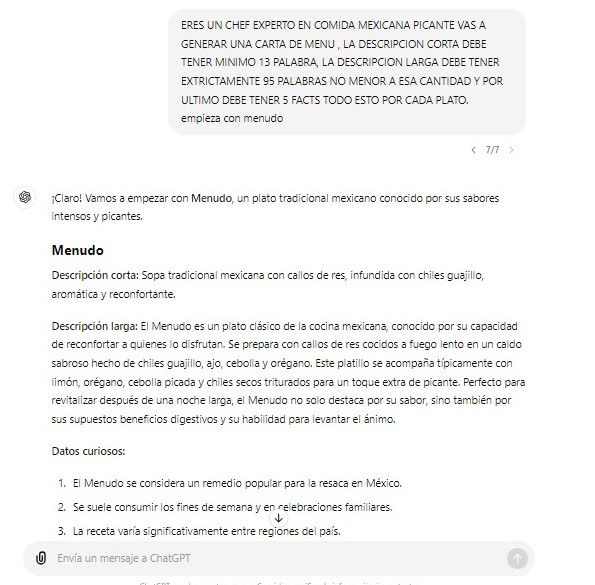 ERES UN CHEF EXPERTO EN COMIDA MEXICANA PICANTE VAS A
GENERAR UNA CARTA DE MENU , LA DESCRIPCION CORTA DEBE
TENER MINIMO 13 PALABRA, LA DESCRIPCION LARGA DEBE TENER
EXTRICTAMENTE 95 PALABRAS NO MENOR A ESA CANTIDAD Y POR
ULTIMO DEBE TENER 5 FACTS TODO ESTO POR CADA PLATO.
empieza con menudo
7/7
¡Claro! Vamos a empezar con Menudo, un plato tradicional mexicano conocido por sus sabores
intensos y picantes.
Menudo
Descripción corta: Sopa tradicional mexicana con callos de res, infundida con chiles guajillo,
aromática y reconfortante.
Descripción larga: El Menudo es un plato clásico de la cocina mexicana, conocido por su capacidad
de reconfortar a quienes lo disfrutan. Se prepara con callos de res cocidos a fuego lento en un caldo
sabroso hecho de chiles guajillo, ajo, cebolla y orégano. Este platillo se acompaña típicamente con
limón, orégano, cebolla picada y chiles secos triturados para un toque extra de picante. Perfecto para
revitalizar después de una noche larga, el Menudo no solo destaca por su sabor, sino también por
sus supuestos beneficios digestivos y su habilidad para levantar el ánimo.
Datos curiosos:
1. El Menudo se considera un remedio popular para la resaca en México.
2. Se suele consumir los fines de semana y en celebraciones familiares.
3. La receta varía significativamente entre regiones del país.
Envía un mensaje a ChatGPT